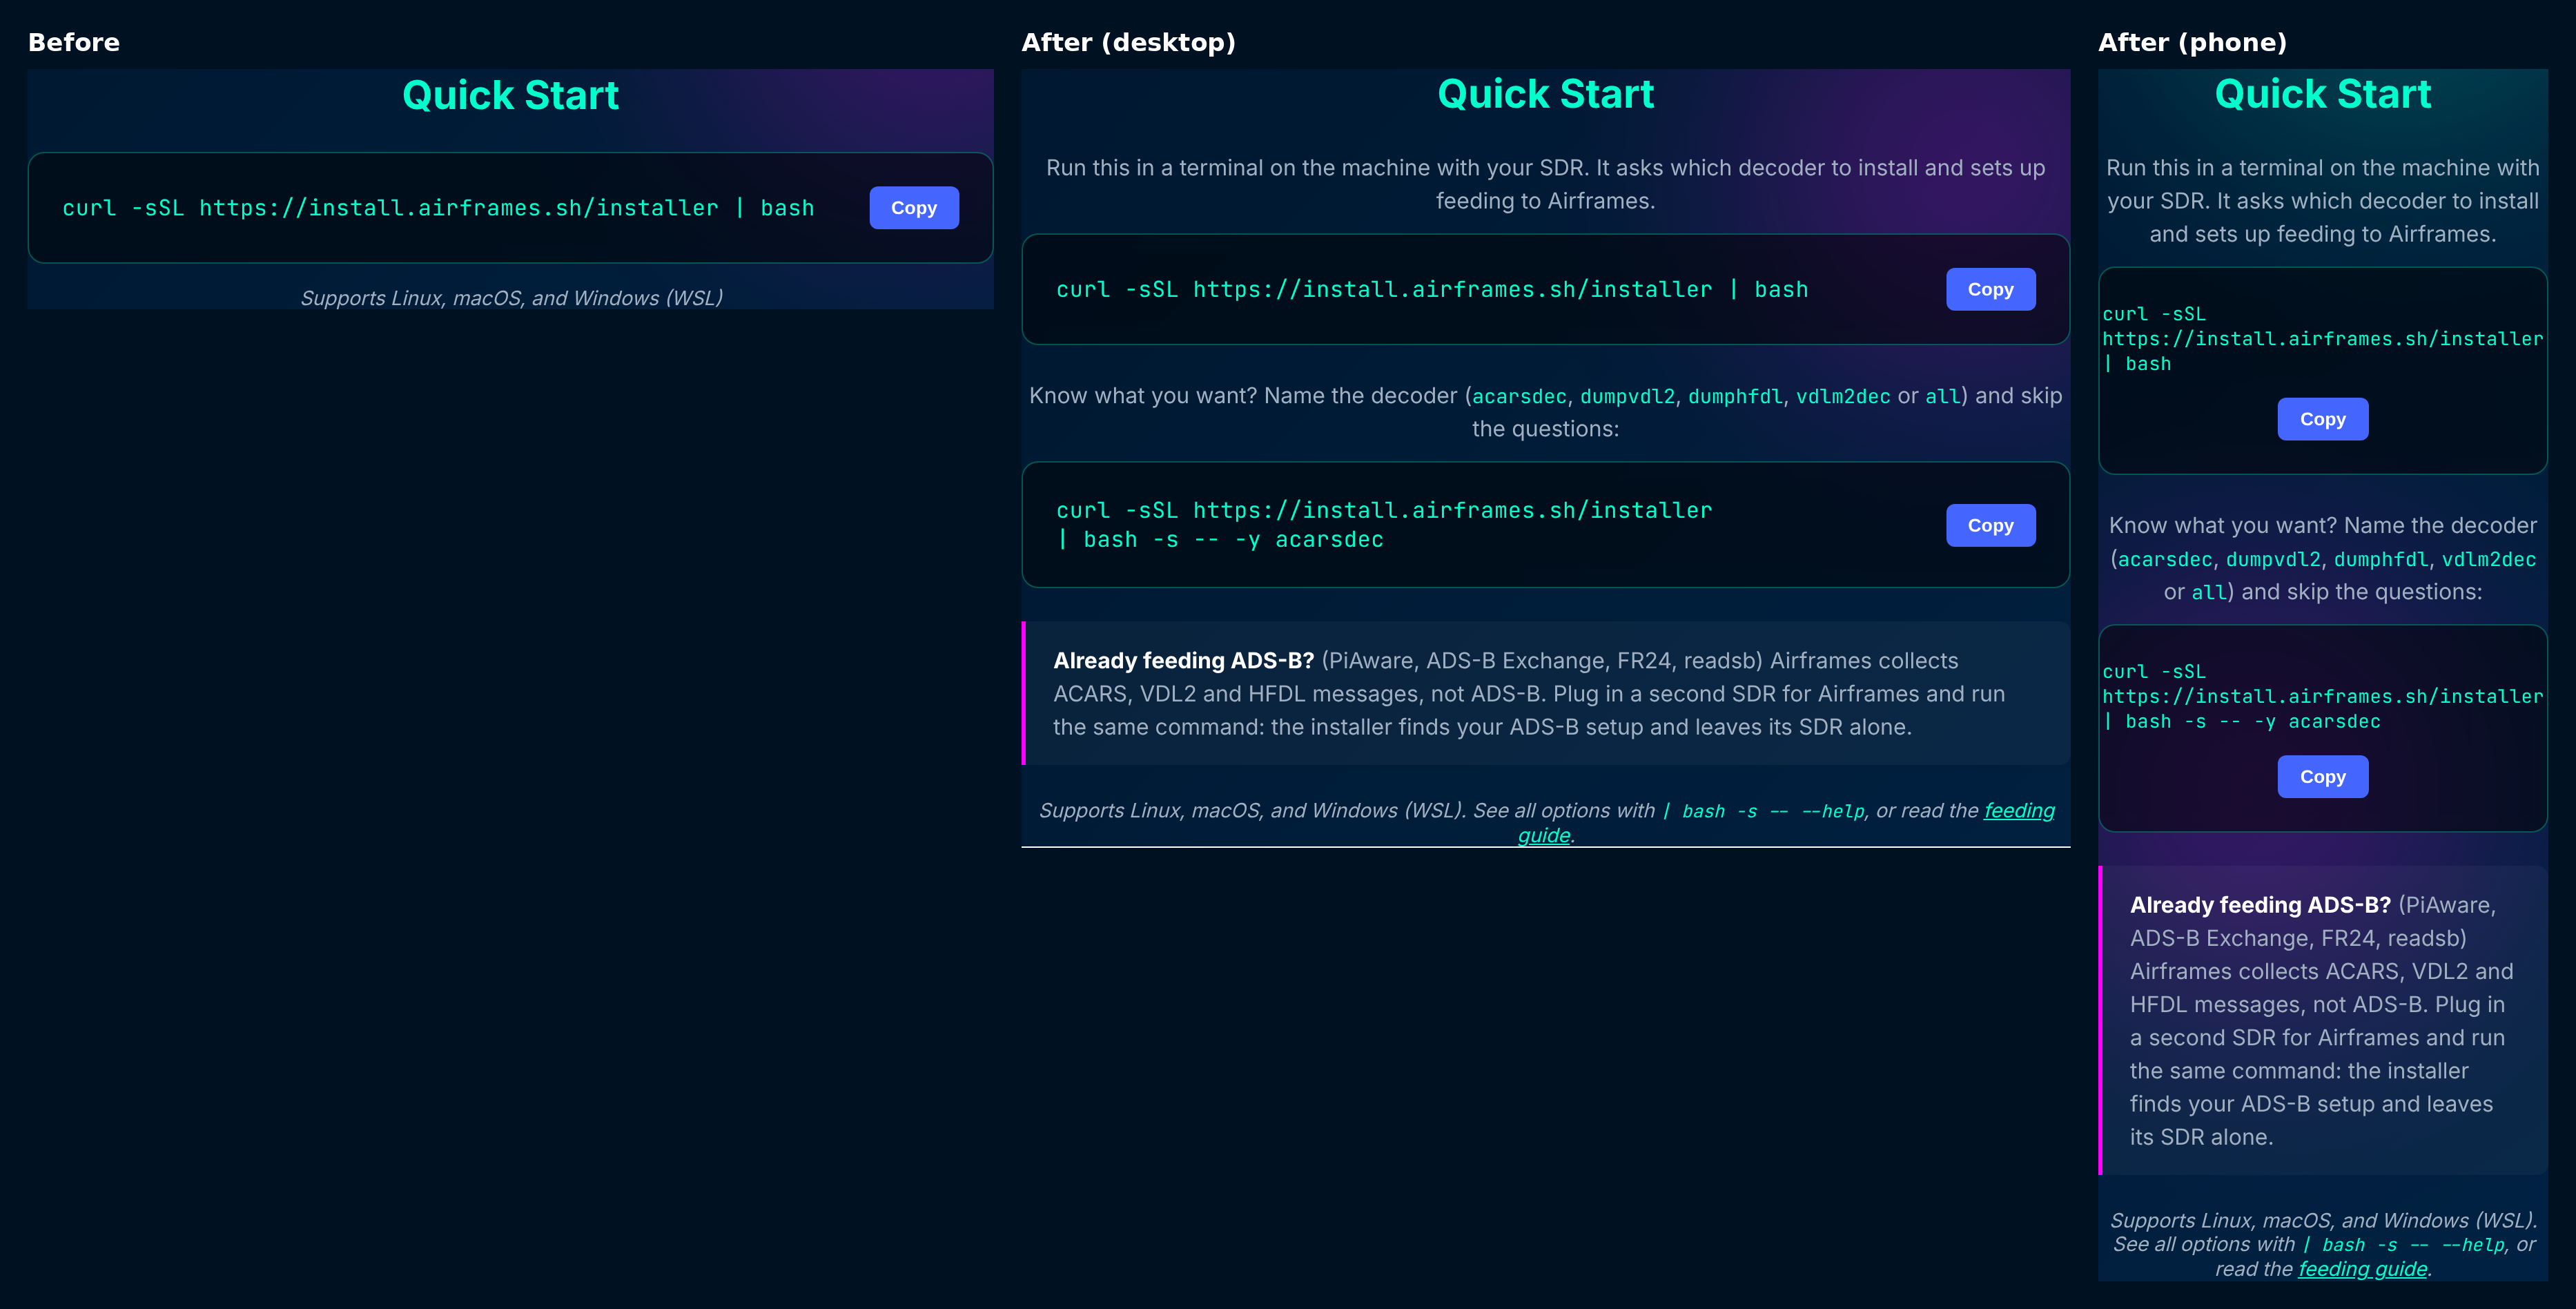 Before
Quick Start
curl -sSL https://install.airframes.sh/installer | bash
Copy
Supports Linux, macOS, and Windows (WSL)
After (desktop)
Quick Start
Run this in a terminal on the machine with your SDR. It asks which decoder to install and sets up
feeding to Airframes.
curl -sSL https://install.airframes.sh/installer | bash
Copy
Know what you want? Name the decoder (acarsdec, dumpvdl2, dumphfdl, vdlm2dec or all) and skip
the questions:
curl -sSL https://install.airframes.sh/installer
| bash -s -- -y acarsdec
Copy
Already feeding ADS-B? (PiAware, ADS-B Exchange, FR24, readsb) Airframes collects
ACARS, VDL2 and HFDL messages, not ADS-B. Plug in a second SDR for Airframes and run
the same command: the installer finds your ADS-B setup and leaves its SDR alone.
Supports Linux, macOS, and Windows (WSL). See all options with | bash -s -- --help, or read the feeding
guide.
After (phone)
Quick Start
Run this in a terminal on the machine with
your SDR. It asks which decoder to install
and sets up feeding to Airframes.
curl -sSL
https://install.airframes.sh/installer
| bash
Copy
Know what you want? Name the decoder
(acarsdec, dumpvdl2, dumphfdl, vdlm2dec
or all) and skip the questions:
curl -sSL
https://install.airframes.sh/installer
| bash -s -- -y acarsdec
Copy
Already feeding ADS-B? (PiAware,
ADS-B Exchange, FR24, readsb)
Airframes collects ACARS, VDL2 and
HFDL messages, not ADS-B. Plug in
a second SDR for Airframes and run
the same command: the installer
finds your ADS-B setup and leaves
its SDR alone.
Supports Linux, macOS, and Windows (WSL).
See all options with | bash -s -- --help, or
read the feeding guide.